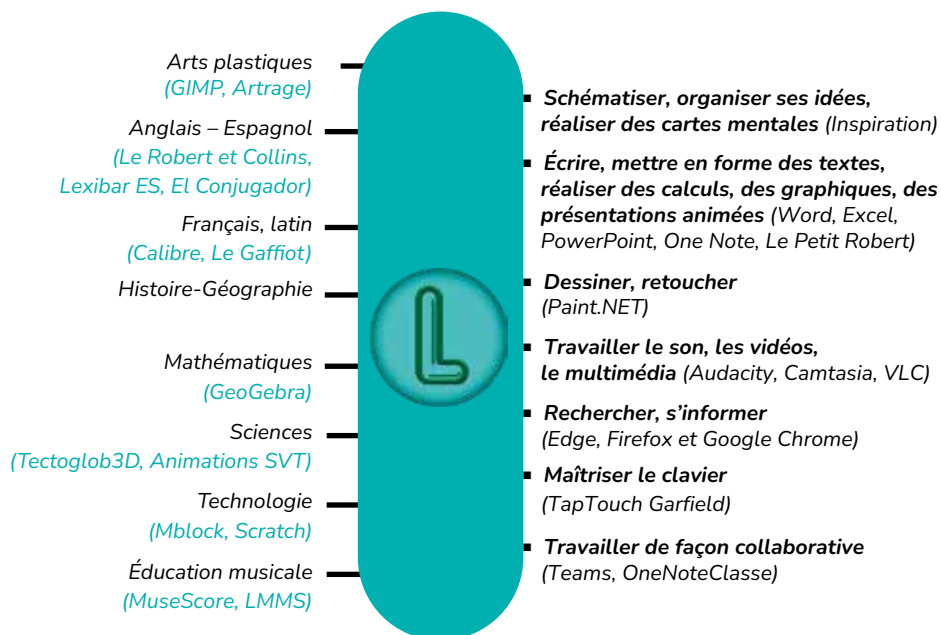 Arts plastiques
(GIMP, Artrage)
Anglais – Espagnol
(Le Robert et Collins,
Lexibar ES, El Conjugador)
Français, latin
(Calibre, Le Gaffiot)
Histoire-Géographie
Mathématiques
(GeoGebra)
Sciences
(Tectoglob3D, Animations SVT)
Technologie
(Mblock, Scratch)
Éducation musicale
(MuseScore, LMMS)
L
▪ Schématiser, organiser ses idées,
réaliser des cartes mentales (Inspiration)
▪ Écrire, mettre en forme des textes,
réaliser des calculs, des graphiques, des
présentations animées (Word, Excel,
PowerPoint, One Note, Le Petit Robert)
▪ Dessiner, retoucher
(Paint.NET)
▪ Travailler le son, les vidéos,
le multimédia (Audacity, Camtasia, VLC)
▪ Rechercher, s’informer
(Edge, Firefox et Google Chrome)
▪ Maîtriser le clavier
(TapTouch Garfield)
▪ Travailler de façon collaborative
(Teams, OneNoteClasse)